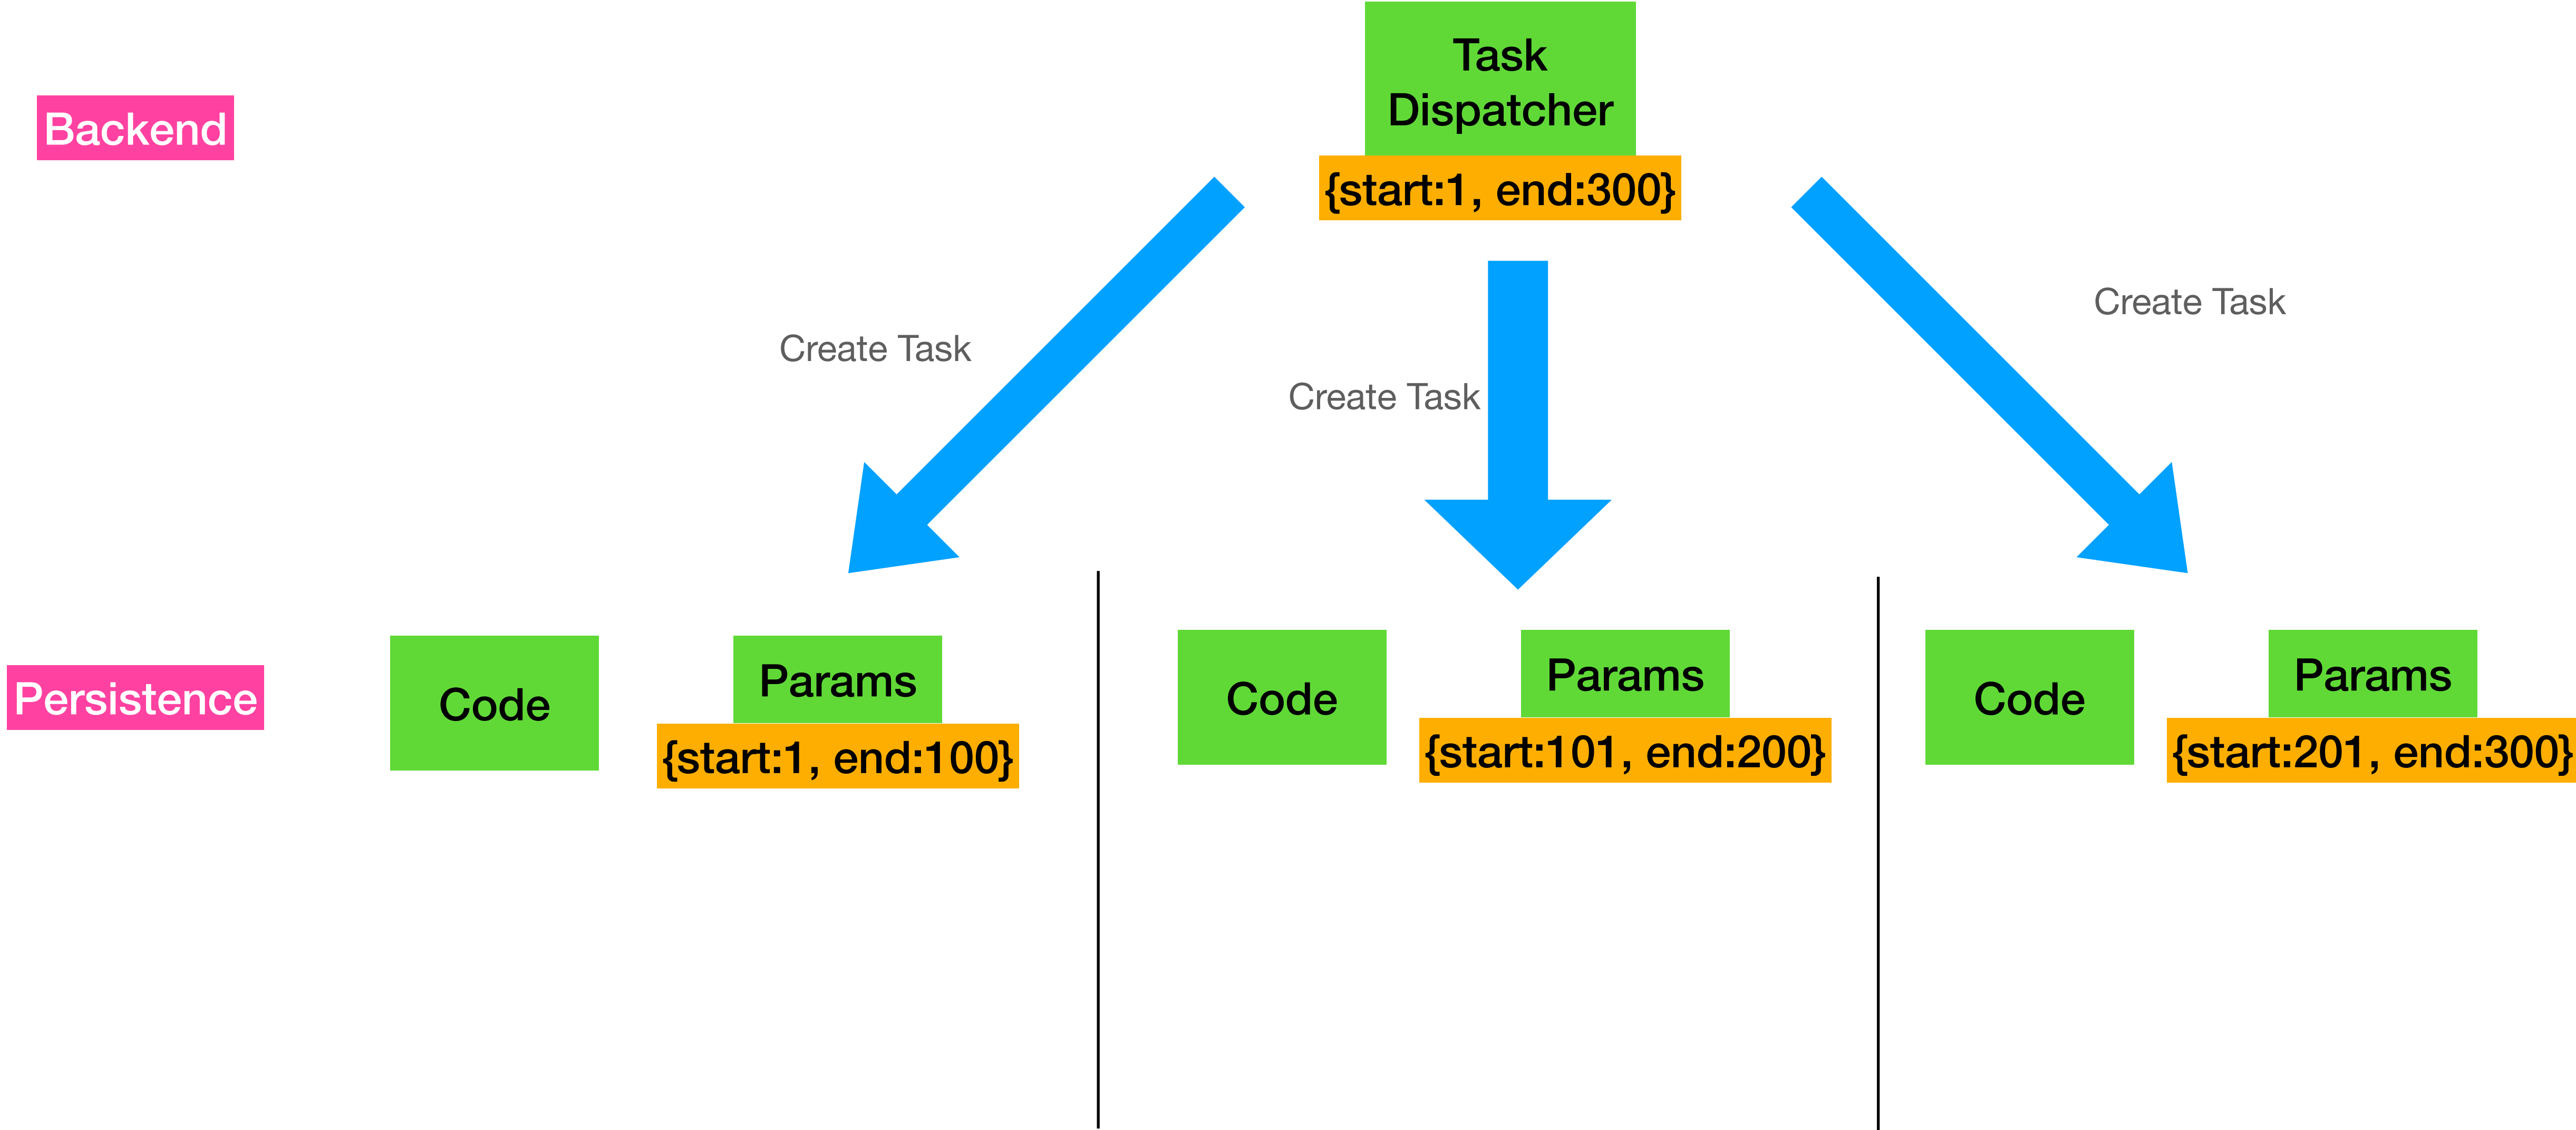 Task
Dispatcher
Backend
{start:1, end:300}
Create Task
Create Task
Create Task
Persistence
Code
Params
{start:1, end:100}
Code
Params
{start:101, end:200}
Code
Params
{start:201, end:300}